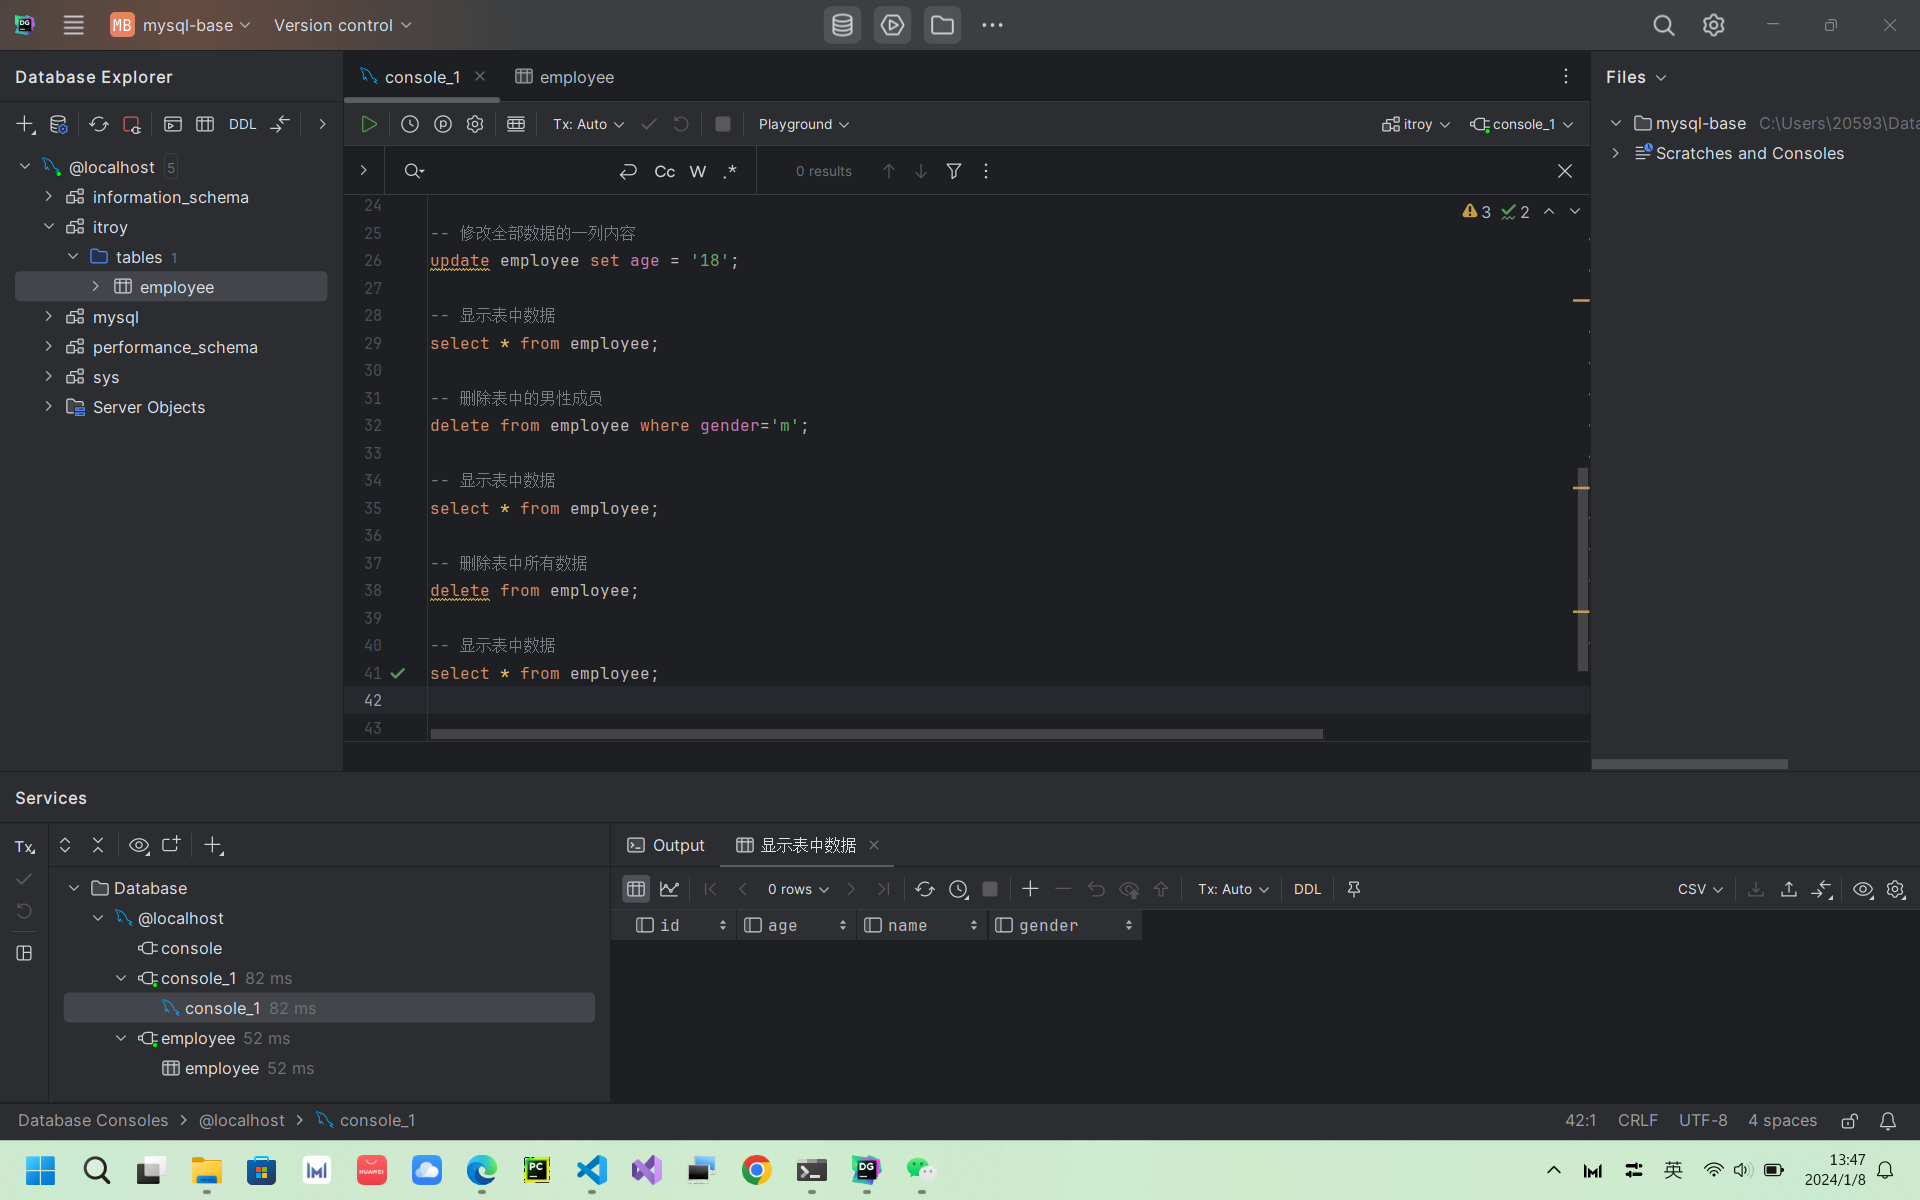 MB mysql-base Version control
Database Explorer
DDL
@localhost 5
information_schema
itroy
tables 1
employee
mysql
performance_schema
sys
Server Objects
console_1 employee
Tx: Auto Playground itroy console_1
Cc W .* 0 results
3 2
24
25 -- 修改全部数据的一列内容
26 update employee set age = '18';
27
28 -- 显示表中数据
29 select * from employee;
30
31 -- 删除表中的男性成员
32 delete from employee where gender='m';
33
34 -- 显示表中数据
35 select * from employee;
36
37 -- 删除表中所有数据
38 delete from employee;
39
40 -- 显示表中数据
41 select * from employee;
42
43
Files
mysql-base C:\Users\20593\Data
Scratches and Consoles
Services
Tx
Database
@localhost
console
console_1 82 ms
console_1 82 ms
employee 52 ms
employee 52 ms
Output 显示表中数据
0 rows Tx: Auto DDL CSV
id age name gender
Database Consoles > @localhost > console_1
42:1 CRLF UTF-8 4 spaces
HUAWEI
PC
DG
英
13:47
2024/1/8